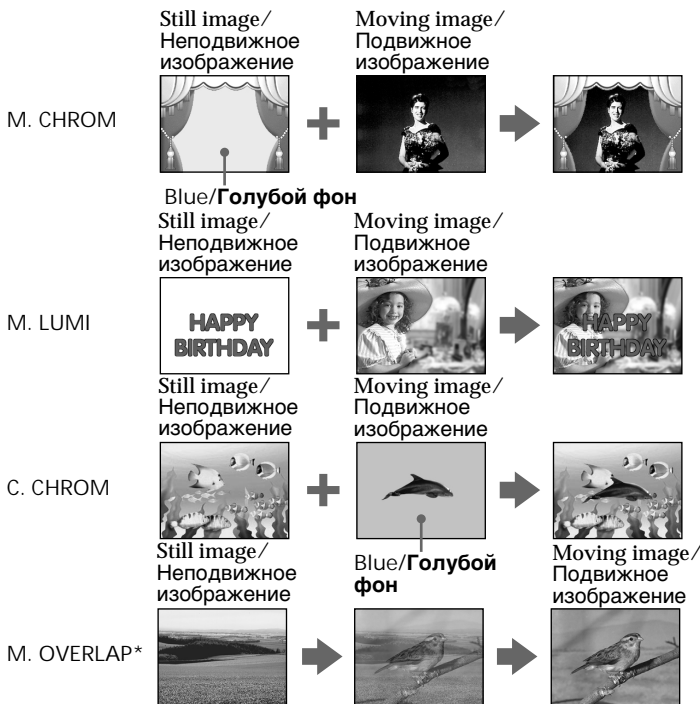 Still image/ Moving image/
Неподвижное Подвижное
изображение изображение
M. CHROM
Blue/Голубой фон
Still image/ Moving image/
Неподвижное Подвижное
изображение изображение
M. LUMI
HAPPY
BIRTHDAY
HAPPY
BIRTHDAY
Still image/ Moving image/
Неподвижное Подвижное
изображение изображение
C. CHROM
Blue/Голубой
фон
Still image/ Moving image/
Неподвижное Подвижное
изображение изображение
M. OVERLAP*